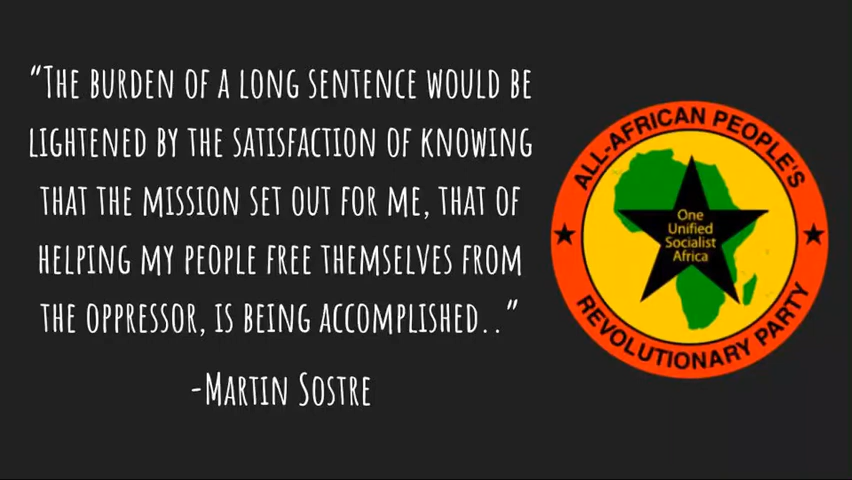 “The burden of a long sentence would be
lightened by the satisfaction of knowing
that the mission set out for me, that of
helping my people free themselves from
the oppressor, is being accomplished..”
-Martin Sostre
ALL-AFRICAN PEOPLE'S
One
Unified
Socialist
Africa
REVOLUTIONARY PARTY